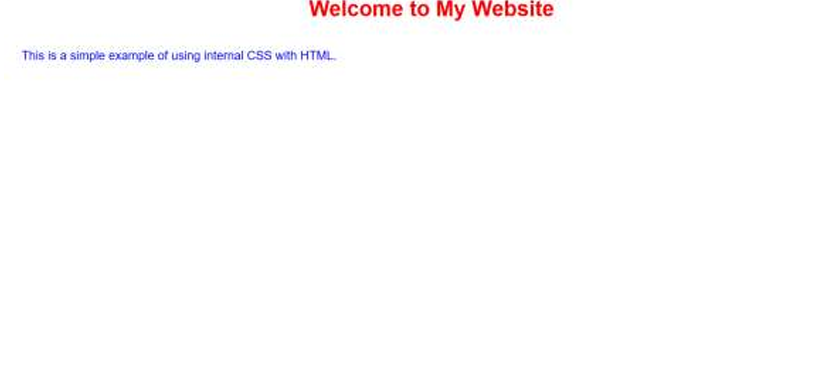 Welcome to My Website
This is a simple example of using internal CSS with HTML.